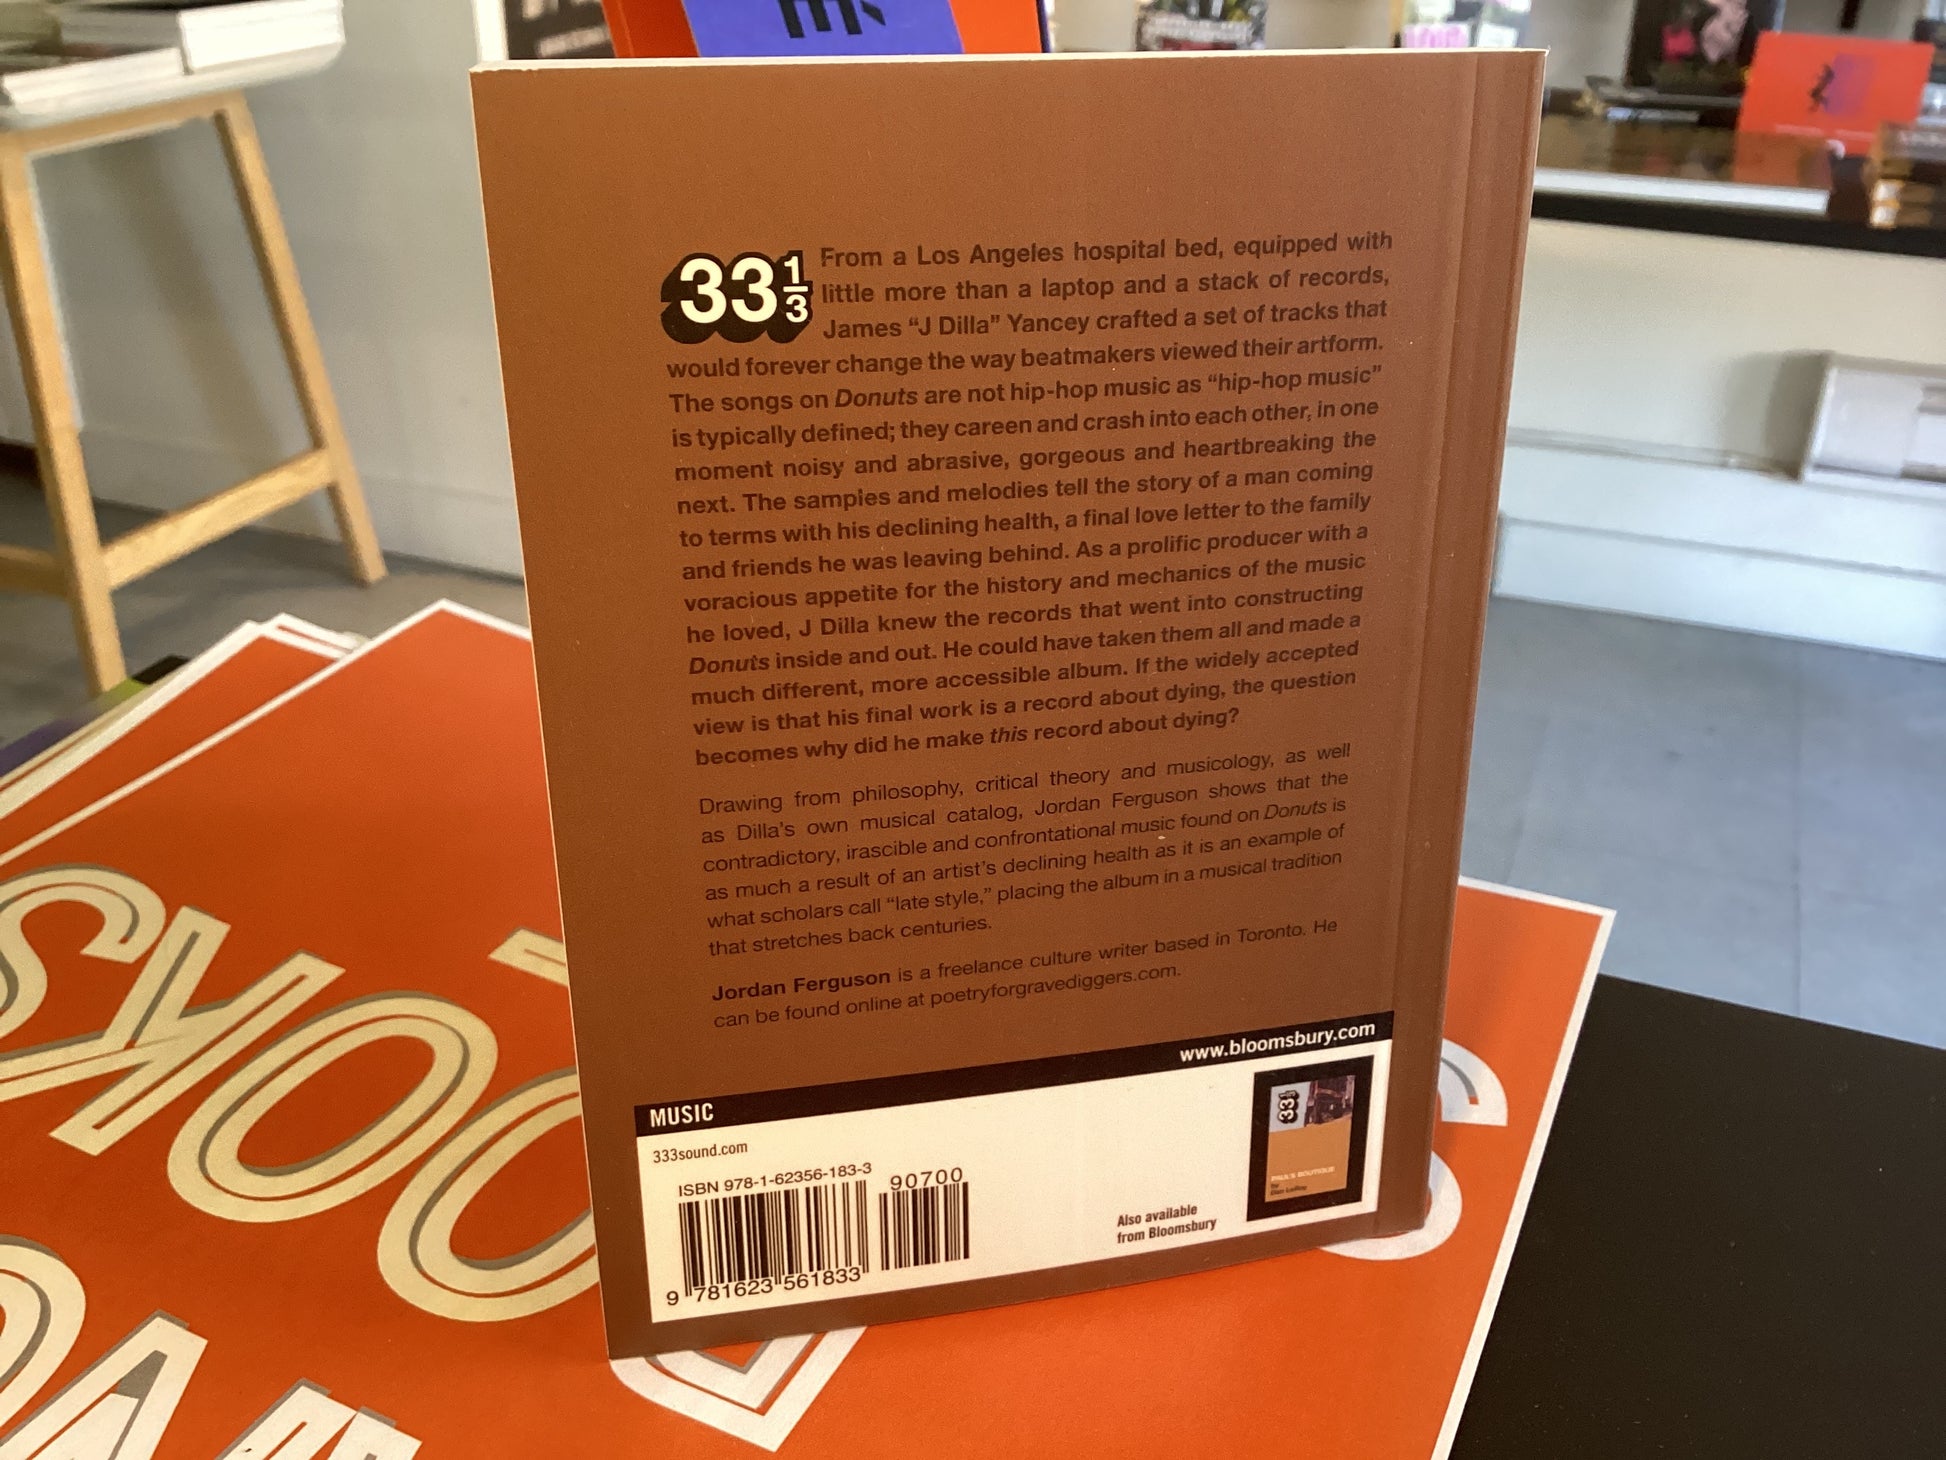 33 1/3
From a Los Angeles hospital bed, equipped with
little more than a laptop and a stack of records,
James “J Dilla” Yancey crafted a set of tracks that
would forever change the way beatmakers viewed their artform.
The songs on Donuts are not hip-hop music as “hip-hop music”
is typically defined; they careen and crash into each other, in one
moment noisy and abrasive, gorgeous and heartbreaking the
next. The samples and melodies tell the story of a man coming
to terms with his declining health, a final love letter to the family
and friends he was leaving behind. As a prolific producer with a
voracious appetite for the history and mechanics of the music
he loved, J Dilla knew the records that went into constructing
Donuts inside and out. He could have taken them all and made a
much different, more accessible album. If the widely accepted
view is that his final work is a record about dying, the question
becomes why did he make this record about dying?
Drawing from philosophy, critical theory and musicology, as well
as Dilla’s own musical catalog, Jordan Ferguson shows that the
contradictory, irascible and confrontational music found on Donuts is
as much a result of an artist’s declining health as it is an example of
what scholars call “late style,” placing the album in a musical tradition
that stretches back centuries.
Jordan Ferguson is a freelance culture writer based in Toronto. He
can be found online at poetryforgravediggers.com.
www.bloomsbury.com
MUSIC
333sound.com
ISBN 978-1-62356-183-3
90700
9 781623 561833
Also available
from Bloomsbury
33 1/3
PAUL'S BOUTIQUE
by
Dan LeRoy